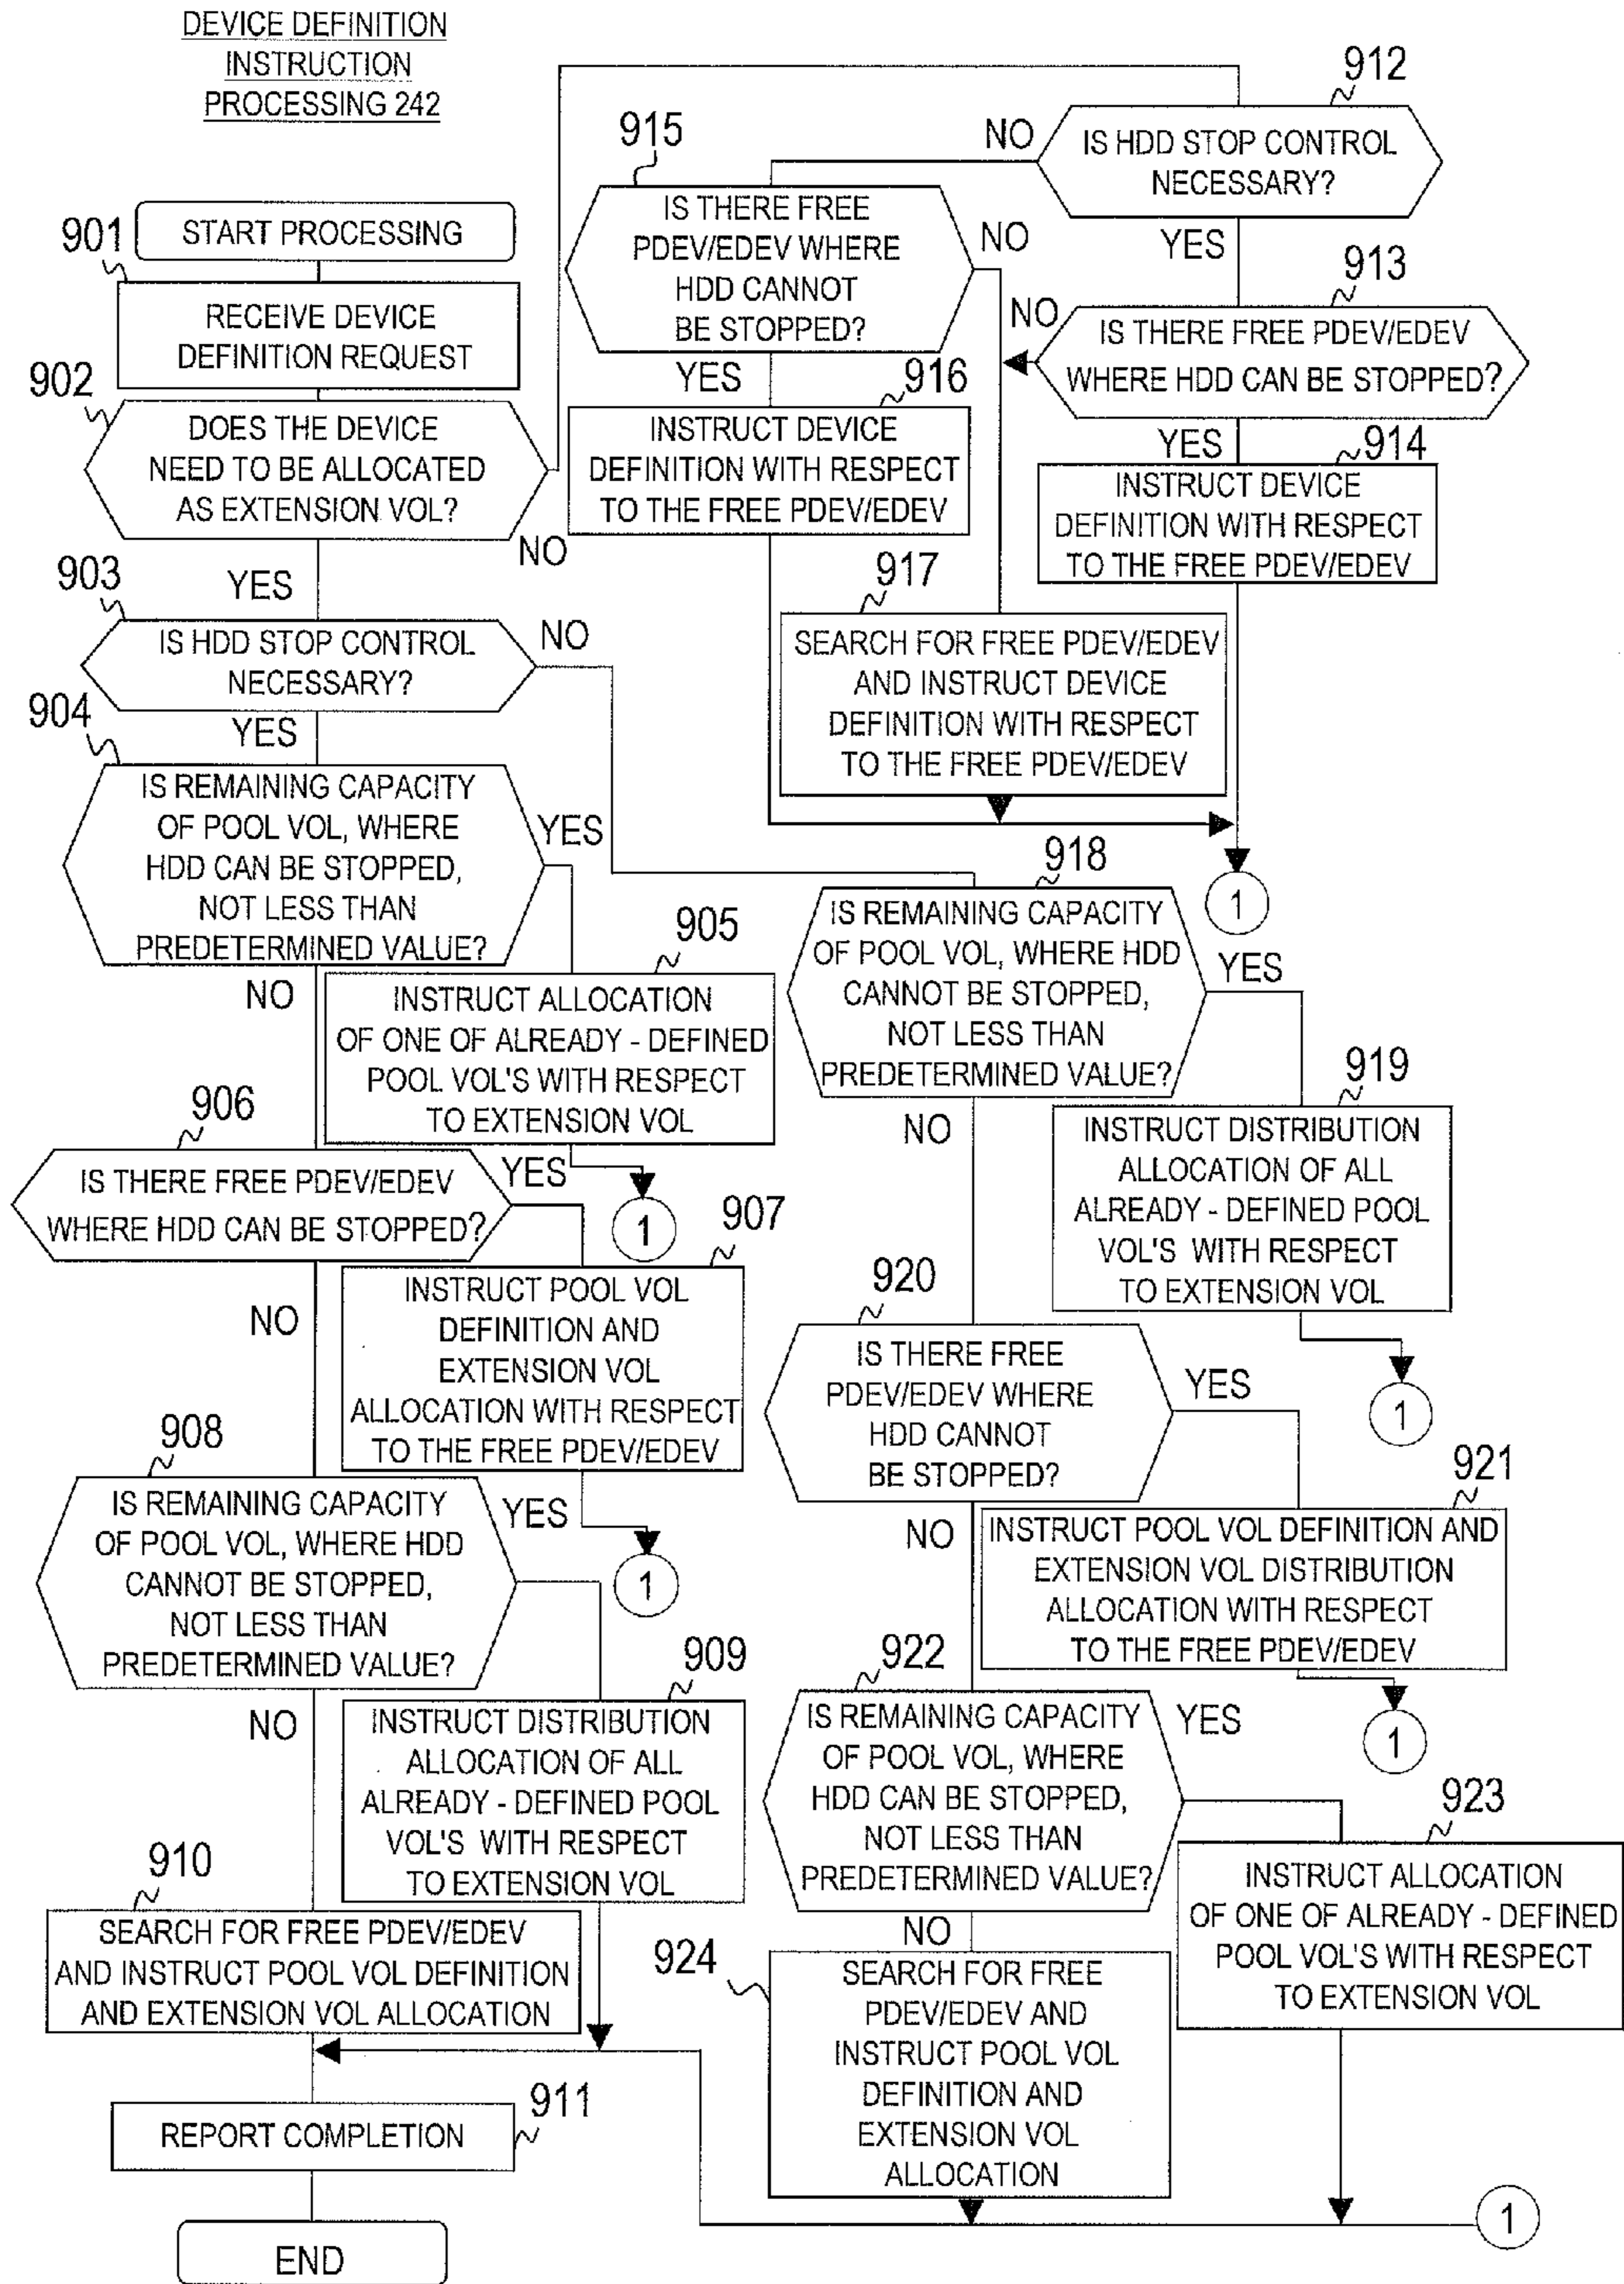 DEVICE DEFINITION
INSTRUCTION
PROCESSING 242
START PROCESSING
901
RECEIVE DEVICE
DEFINITION REQUEST
902
DOES THE DEVICE
NEED TO BE ALLOCATED
AS EXTENSION VOL?
NO
YES
903
IS HDD STOP CONTROL
NECESSARY?
NO
YES
904
IS REMAINING CAPACITY
OF POOL VOL, WHERE
HDD CAN BE STOPPED,
NOT LESS THAN
PREDETERMINED VALUE?
YES
NO
905
INSTRUCT ALLOCATION
OF ONE OF ALREADY - DEFINED
POOL VOL'S WITH RESPECT
TO EXTENSION VOL
1
906
IS THERE FREE PDEV/EDEV
WHERE HDD CAN BE STOPPED?
YES
NO
907
INSTRUCT POOL VOL
DEFINITION AND
EXTENSION VOL
ALLOCATION WITH RESPECT
TO THE FREE PDEV/EDEV
1
908
IS REMAINING CAPACITY
OF POOL VOL, WHERE HDD
CANNOT BE STOPPED,
NOT LESS THAN
PREDETERMINED VALUE?
YES
NO
909
INSTRUCT DISTRIBUTION
ALLOCATION OF ALL
ALREADY - DEFINED POOL
VOL'S WITH RESPECT
TO EXTENSION VOL
910
SEARCH FOR FREE PDEV/EDEV
AND INSTRUCT POOL VOL DEFINITION
AND EXTENSION VOL ALLOCATION
911
REPORT COMPLETION
END
912
IS HDD STOP CONTROL
NECESSARY?
NO
YES
913
IS THERE FREE PDEV/EDEV
WHERE HDD CAN BE STOPPED?
NO
YES
914
INSTRUCT DEVICE
DEFINITION WITH RESPECT
TO THE FREE PDEV/EDEV
915
IS THERE FREE
PDEV/EDEV WHERE
HDD CANNOT
BE STOPPED?
NO
YES
916
INSTRUCT DEVICE
DEFINITION WITH RESPECT
TO THE FREE PDEV/EDEV
917
SEARCH FOR FREE PDEV/EDEV
AND INSTRUCT DEVICE
DEFINITION WITH RESPECT
TO THE FREE PDEV/EDEV
1
918
IS REMAINING CAPACITY
OF POOL VOL, WHERE HDD
CANNOT BE STOPPED,
NOT LESS THAN
PREDETERMINED VALUE?
YES
NO
919
INSTRUCT DISTRIBUTION
ALLOCATION OF ALL
ALREADY - DEFINED POOL
VOL'S WITH RESPECT
TO EXTENSION VOL
1
920
IS THERE FREE
PDEV/EDEV WHERE
HDD CANNOT
BE STOPPED?
YES
NO
921
INSTRUCT POOL VOL DEFINITION AND
EXTENSION VOL DISTRIBUTION
ALLOCATION WITH RESPECT
TO THE FREE PDEV/EDEV
1
922
IS REMAINING CAPACITY
OF POOL VOL, WHERE
HDD CAN BE STOPPED,
NOT LESS THAN
PREDETERMINED VALUE?
YES
NO
923
INSTRUCT ALLOCATION
OF ONE OF ALREADY - DEFINED
POOL VOL'S WITH RESPECT
TO EXTENSION VOL
924
SEARCH FOR FREE
PDEV/EDEV AND
INSTRUCT POOL VOL
DEFINITION AND
EXTENSION VOL
ALLOCATION
1